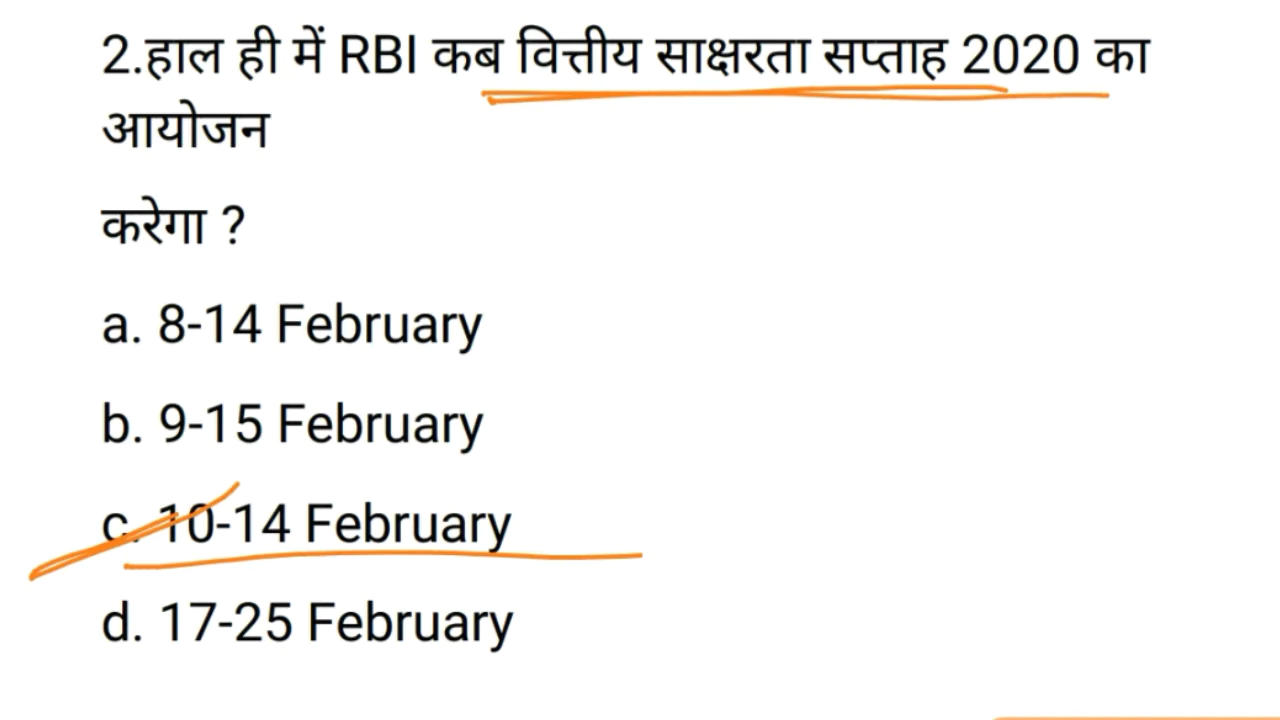 2.हाल ही में RBI कब वित्तीय साक्षरता सप्ताह 2020 का
आयोजन
करेगा ?
a. 8-14 February
b. 9-15 February
c. 10-14 February
d. 17-25 February